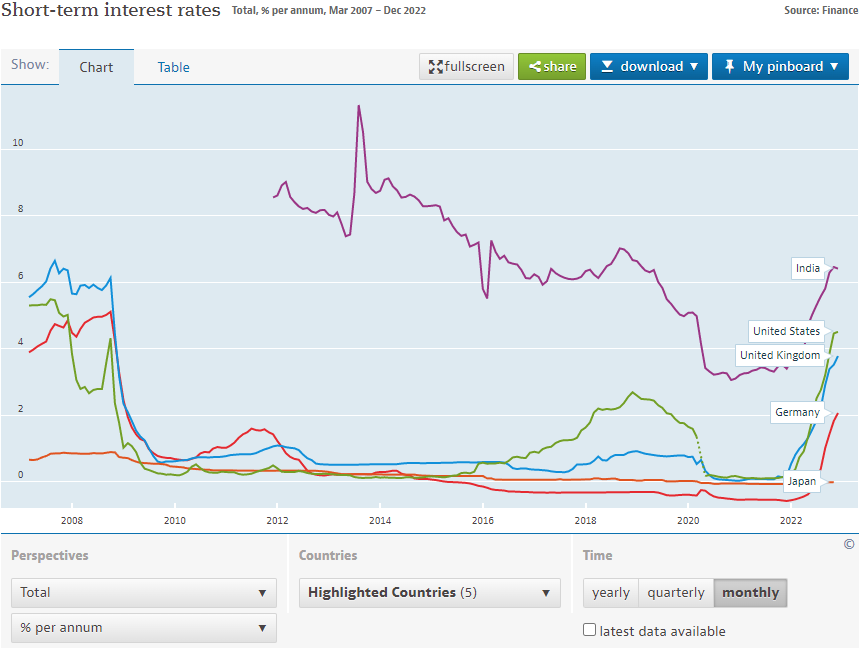 Short-term interest rates Total, % per annum, Mar 2007 – Dec 2022 Source: Finance
Show: Chart Table fullscreen share download ▼ My pinboard ▼
10
8
6
4
2
0
India
United States
United Kingdom
Germany
Japan
2008 2010 2012 2014 2016 2018 2020 2022
©
Perspectives Countries Time
Total ▼ Highlighted Countries (5) ▼ yearly quarterly monthly
% per annum ▼ latest data available